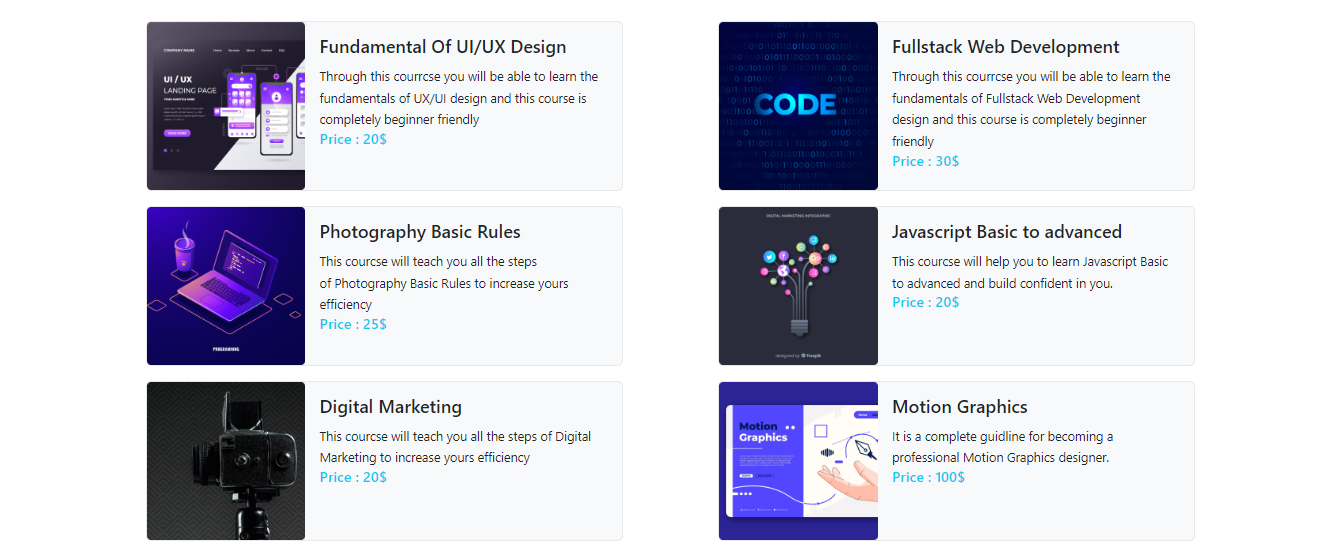 COMPANY NAME
UI / UX
LANDING PAGE
READ MORE
Fundamental Of UI/UX Design
Through this courrcse you will be able to learn the
fundamentals of UX/UI design and this course is
completely beginner friendly
Price : 20$
CODE
Fullstack Web Development
Through this courrcse you will be able to learn the
fundamentals of Fullstack Web Development
design and this course is completely beginner
friendly
Price : 30$
PROGRAMMING
Photography Basic Rules
This courcse will teach you all the steps
of Photography Basic Rules to increase yours
efficiency
Price : 25$
DIGITAL MARKETING INFOGRAPHIC
designed by freepik
Javascript Basic to advanced
This courcse will help you to learn Javascript Basic
to advanced and build confident in you.
Price : 20$
Digital Marketing
This courcse will teach you all the steps of Digital
Marketing to increase yours efficiency
Price : 20$
Motion
Graphics
Motion Graphics
It is a complete guidline for becoming a
professional Motion Graphics designer.
Price : 100$